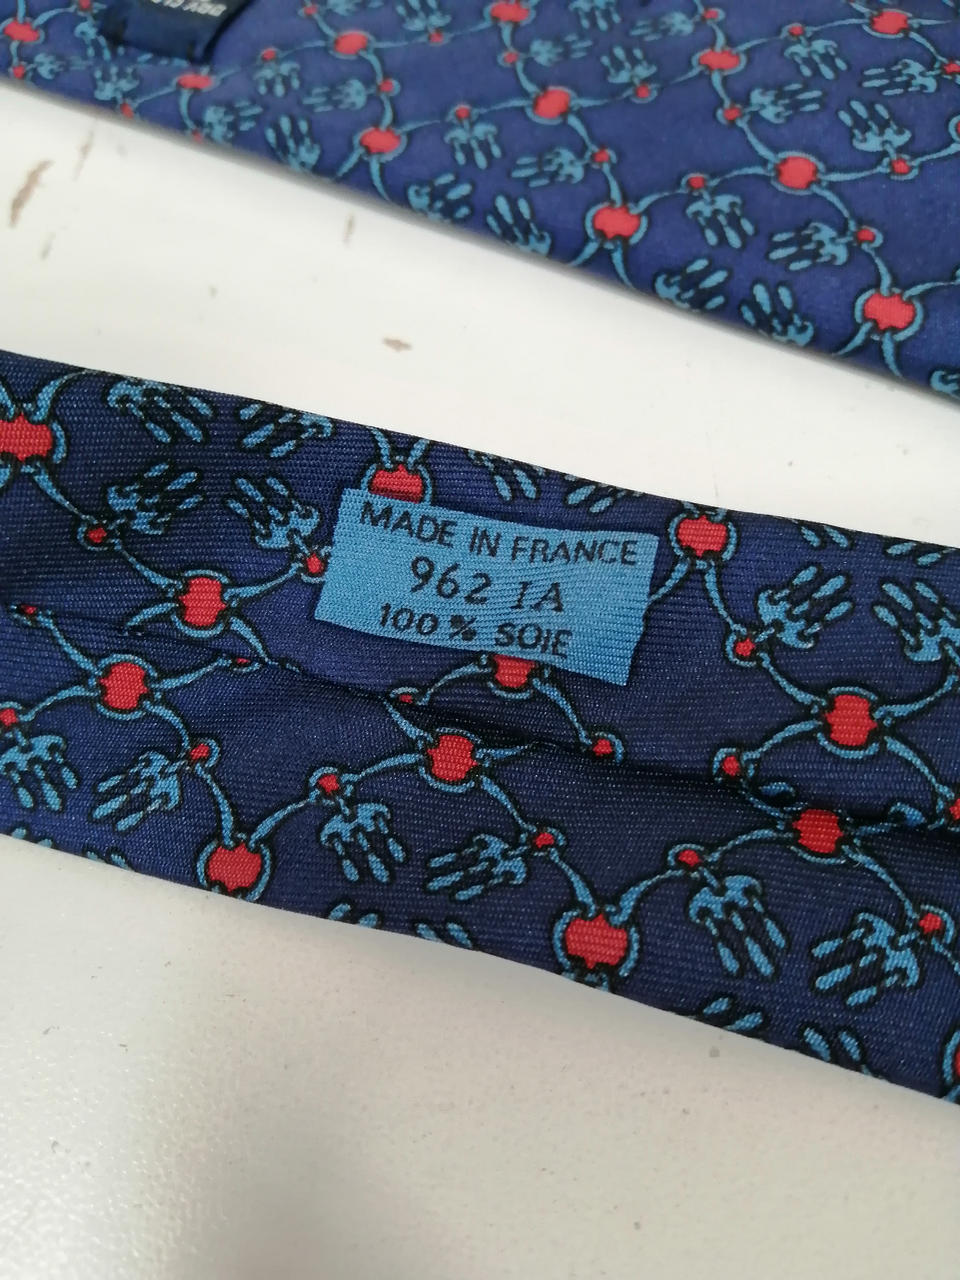 MADE IN FRANCE
962 IA
100 % SOIE